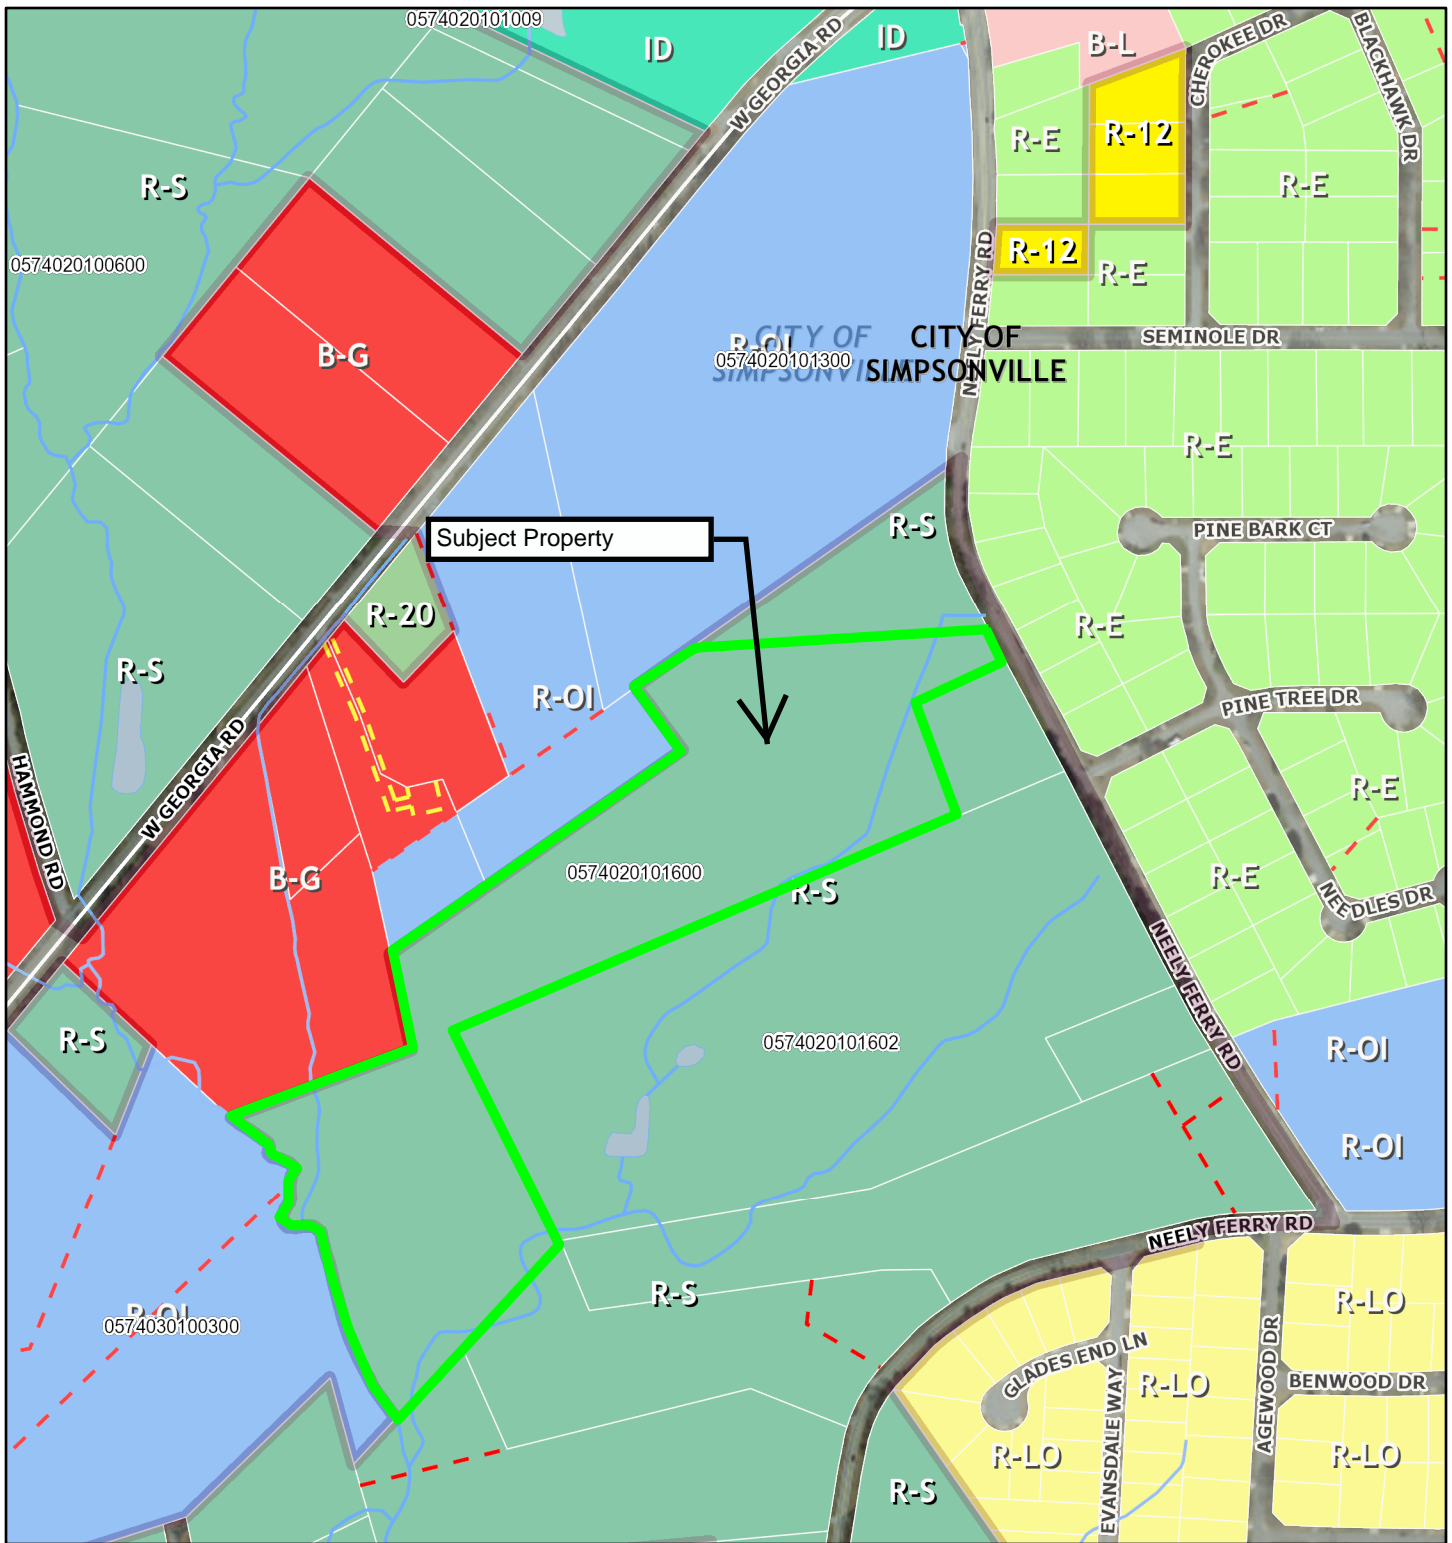 0574020101009
ID
ID
W GEORGIA RD
B-L
CHEROKEE DR
BLACKHAWK DR
R-E
R-12
R-E
R-S
R-12
R-E
0574020100600
NEELY FERRY RD
B-G
R-OI
CITY OF
SIMPSONVILLE
0574020101300
CITY OF
SIMPSONVILLE
SEMINOLE DR
R-E
R-S
Subject Property
PINE BARK CT
R-20
R-E
R-S
R-OI
PINE TREE DR
HAMMOND RD
W GEORGIA RD
R-E
B-G
0574020101600
R-S
R-E
NEEDLES DR
NEELY FERRY RD
R-S
0574020101602
R-OI
R-OI
NEELY FERRY RD
R-S
R-OI
0574030100300
R-LO
GLADES END LN
EVANSDALE WAY
R-LO
AGEWOOD DR
BENWOOD DR
R-LO
R-LO
R-S